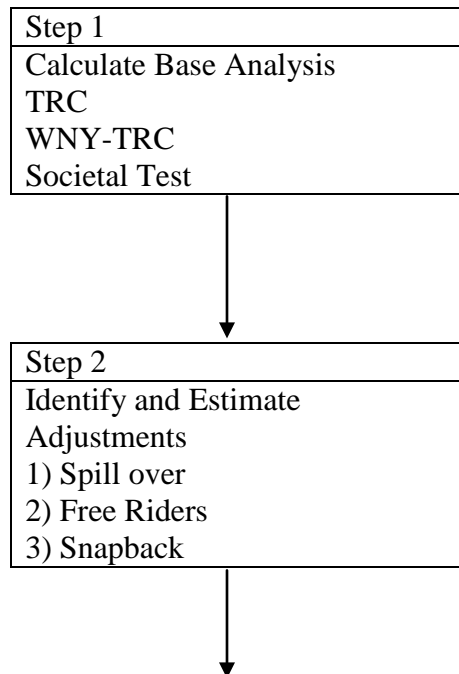 Step 1
Calculate Base Analysis
TRC
WNY-TRC
Societal Test
Step 2
Identify and Estimate
Adjustments
1) Spill over
2) Free Riders
3) Snapback